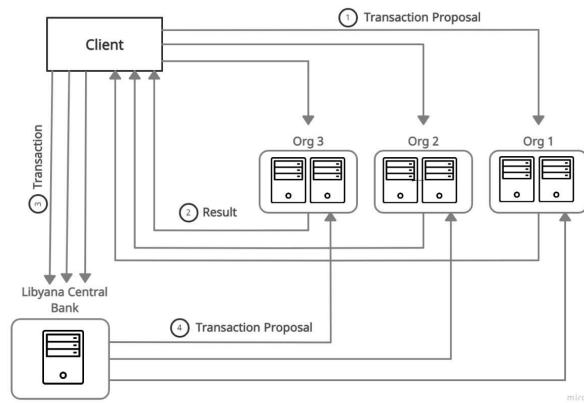 1 Transaction Proposal
Client
Org 3
Org 2
Org 1
3 Transaction
2 Result
Libyana Central
Bank
4 Transaction Proposal
miro